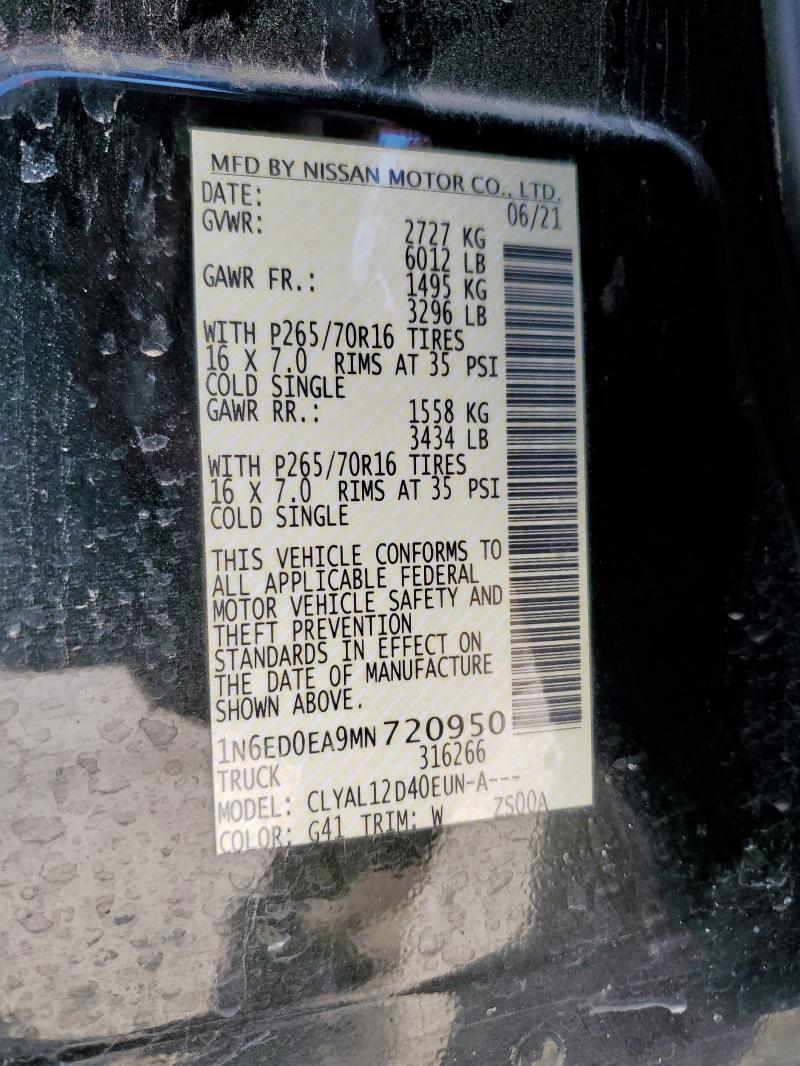 MFD BY NISSAN MOTOR CO., LTD.
DATE: 06/21
GVWR: 2727 KG
6012 LB
GAWR FR.: 1495 KG
3296 LB
WITH P265/70R16 TIRES
16 X 7.0 RIMS AT 35 PSI
COLD SINGLE
GAWR RR.: 1558 KG
3434 LB
WITH P265/70R16 TIRES
16 X 7.0 RIMS AT 35 PSI
COLD SINGLE
THIS VEHICLE CONFORMS TO
ALL APPLICABLE FEDERAL
MOTOR VEHICLE SAFETY AND
THEFT PREVENTION
STANDARDS IN EFFECT ON
THE DATE OF MANUFACTURE
SHOWN ABOVE.
1N6ED0EA9MN720950
TRUCK 316266
MODEL: CLYAL12D40EUN-A---
COLOR: G41 TRIM: W ZS00A